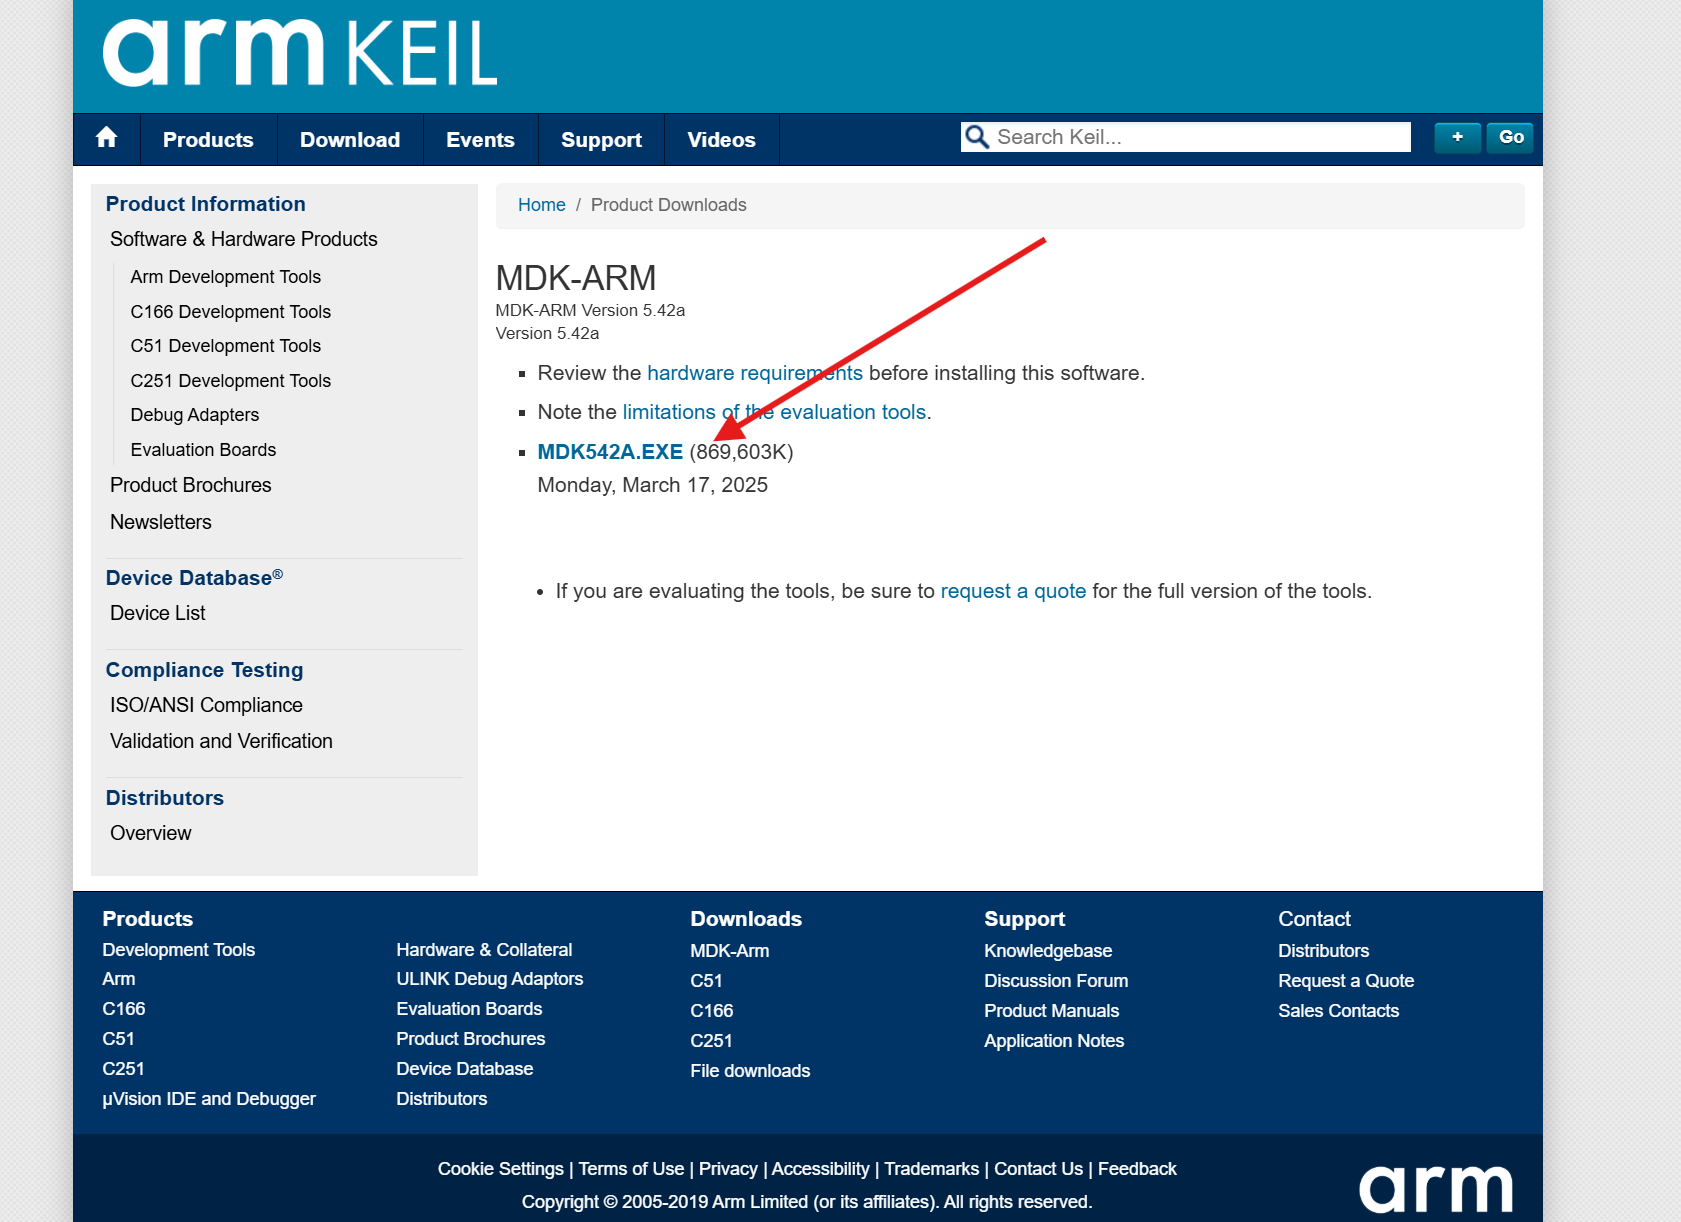 arm KEIL
Products Download Events Support Videos Search Keil... + Go
Product Information
Software & Hardware Products
Arm Development Tools
C166 Development Tools
C51 Development Tools
C251 Development Tools
Debug Adapters
Evaluation Boards
Product Brochures
Newsletters
Device Database®
Device List
Compliance Testing
ISO/ANSI Compliance
Validation and Verification
Distributors
Overview
Home / Product Downloads
MDK-ARM
MDK-ARM Version 5.42a
Version 5.42a
Review the hardware requirements before installing this software.
Note the limitations of the evaluation tools.
MDK542A.EXE (869,603K)
Monday, March 17, 2025
If you are evaluating the tools, be sure to request a quote for the full version of the tools.
Products
Development Tools
Arm
C166
C51
C251
µVision IDE and Debugger
Hardware & Collateral
ULINK Debug Adaptors
Evaluation Boards
Product Brochures
Device Database
Distributors
Downloads
MDK-Arm
C51
C166
C251
File downloads
Support
Knowledgebase
Discussion Forum
Product Manuals
Application Notes
Contact
Distributors
Request a Quote
Sales Contacts
Cookie Settings | Terms of Use | Privacy | Accessibility | Trademarks | Contact Us | Feedback
Copyright © 2005-2019 Arm Limited (or its affiliates). All rights reserved.
arm